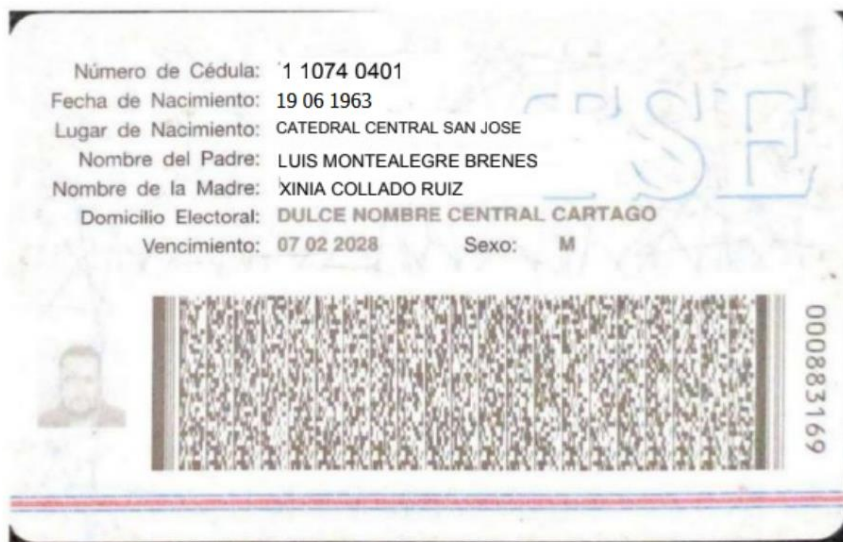 Número de Cédula: 1 1074 0401
Fecha de Nacimiento: 19 06 1963
Lugar de Nacimiento: CATEDRAL CENTRAL SAN JOSE
Nombre del Padre: LUIS MONTEALEGRE BRENES
Nombre de la Madre: XINIA COLLADO RUIZ
Domicilio Electoral: DULCE NOMBRE CENTRAL CARTAGO
Vencimiento: 07 02 2028 Sexo: M
TSE
000883169